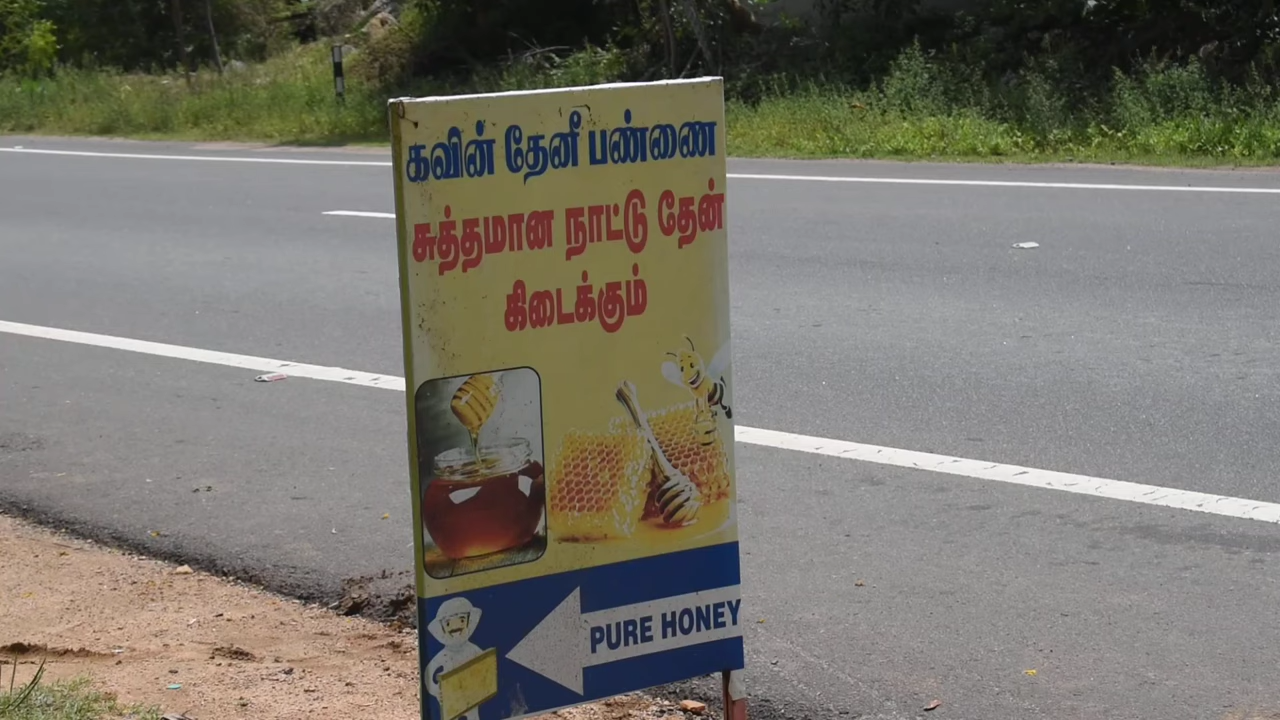 கவின் தேனீ பண்ணை
சுத்தமான நாட்டு தேன்
கிடைக்கும்
PURE HONEY